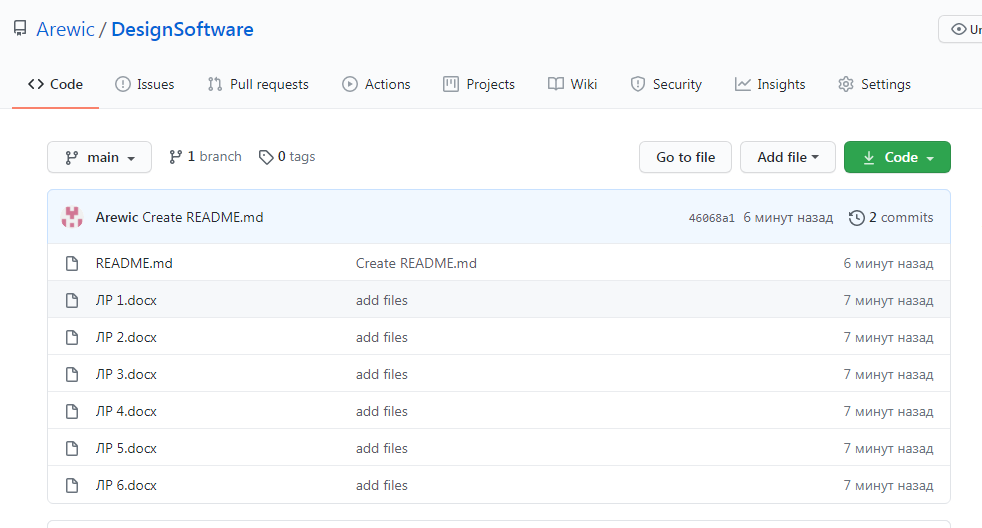 Arewic / DesignSoftware
Code Issues Pull requests Actions Projects Wiki Security Insights Settings
main 1 branch 0 tags Go to file Add file Code
Arewic Create README.md 46068a1 6 минут назад 2 commits
README.md Create README.md 6 минут назад
ЛР 1.docx add files 7 минут назад
ЛР 2.docx add files 7 минут назад
ЛР 3.docx add files 7 минут назад
ЛР 4.docx add files 7 минут назад
ЛР 5.docx add files 7 минут назад
ЛР 6.docx add files 7 минут назад